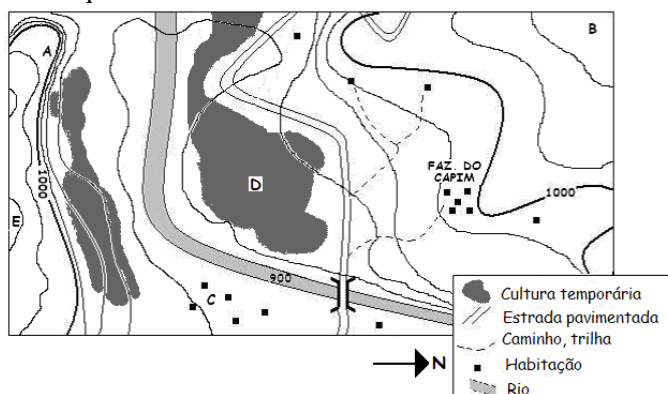 A
B
1000
FAZ. DO
CAPIM
D
1000
E
900
C
N
Cultura temporária
Estrada pavimentada
Caminho, trilha
Habitação
Rio